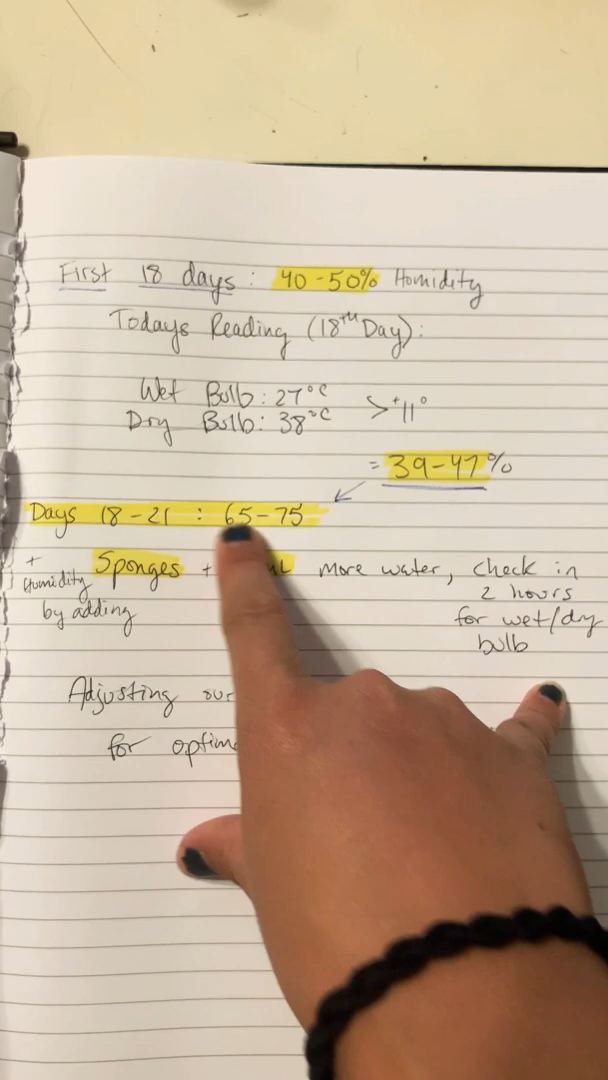 First 18 days: 40-50% Humidity
Todays Reading (18th Day):
Wet Bulb: 27°C
Dry Bulb: 38°C > +11°
= 39-47%
Days 18-21 : 65-75
+ Humidity by adding
Sponges + more water, check in
2 hours
for wet/dry
bulb
Adjusting our
for